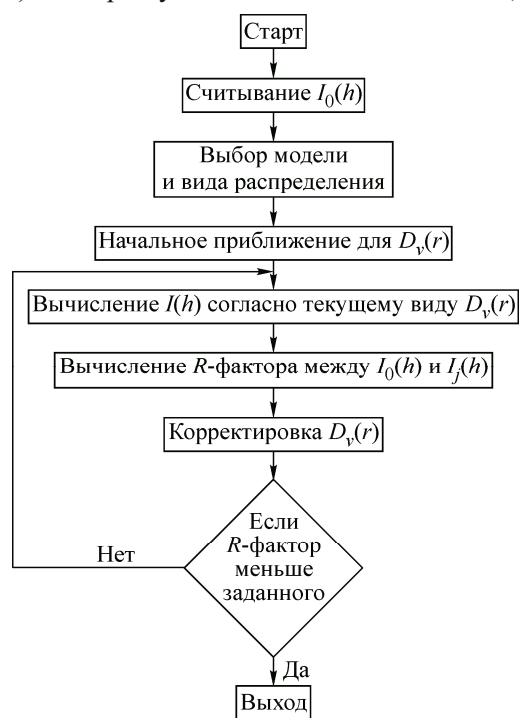 Старт
Считывание I₀(h)
Выбор модели
и вида распределения
Начальное приближение для Dᵥ(r)
Вычисление I(h) согласно текущему виду Dᵥ(r)
Вычисление R-фактора между I₀(h) и Iⱼ(h)
Корректировка Dᵥ(r)
Если
R-фактор
меньше
заданного
Нет
Да
Выход